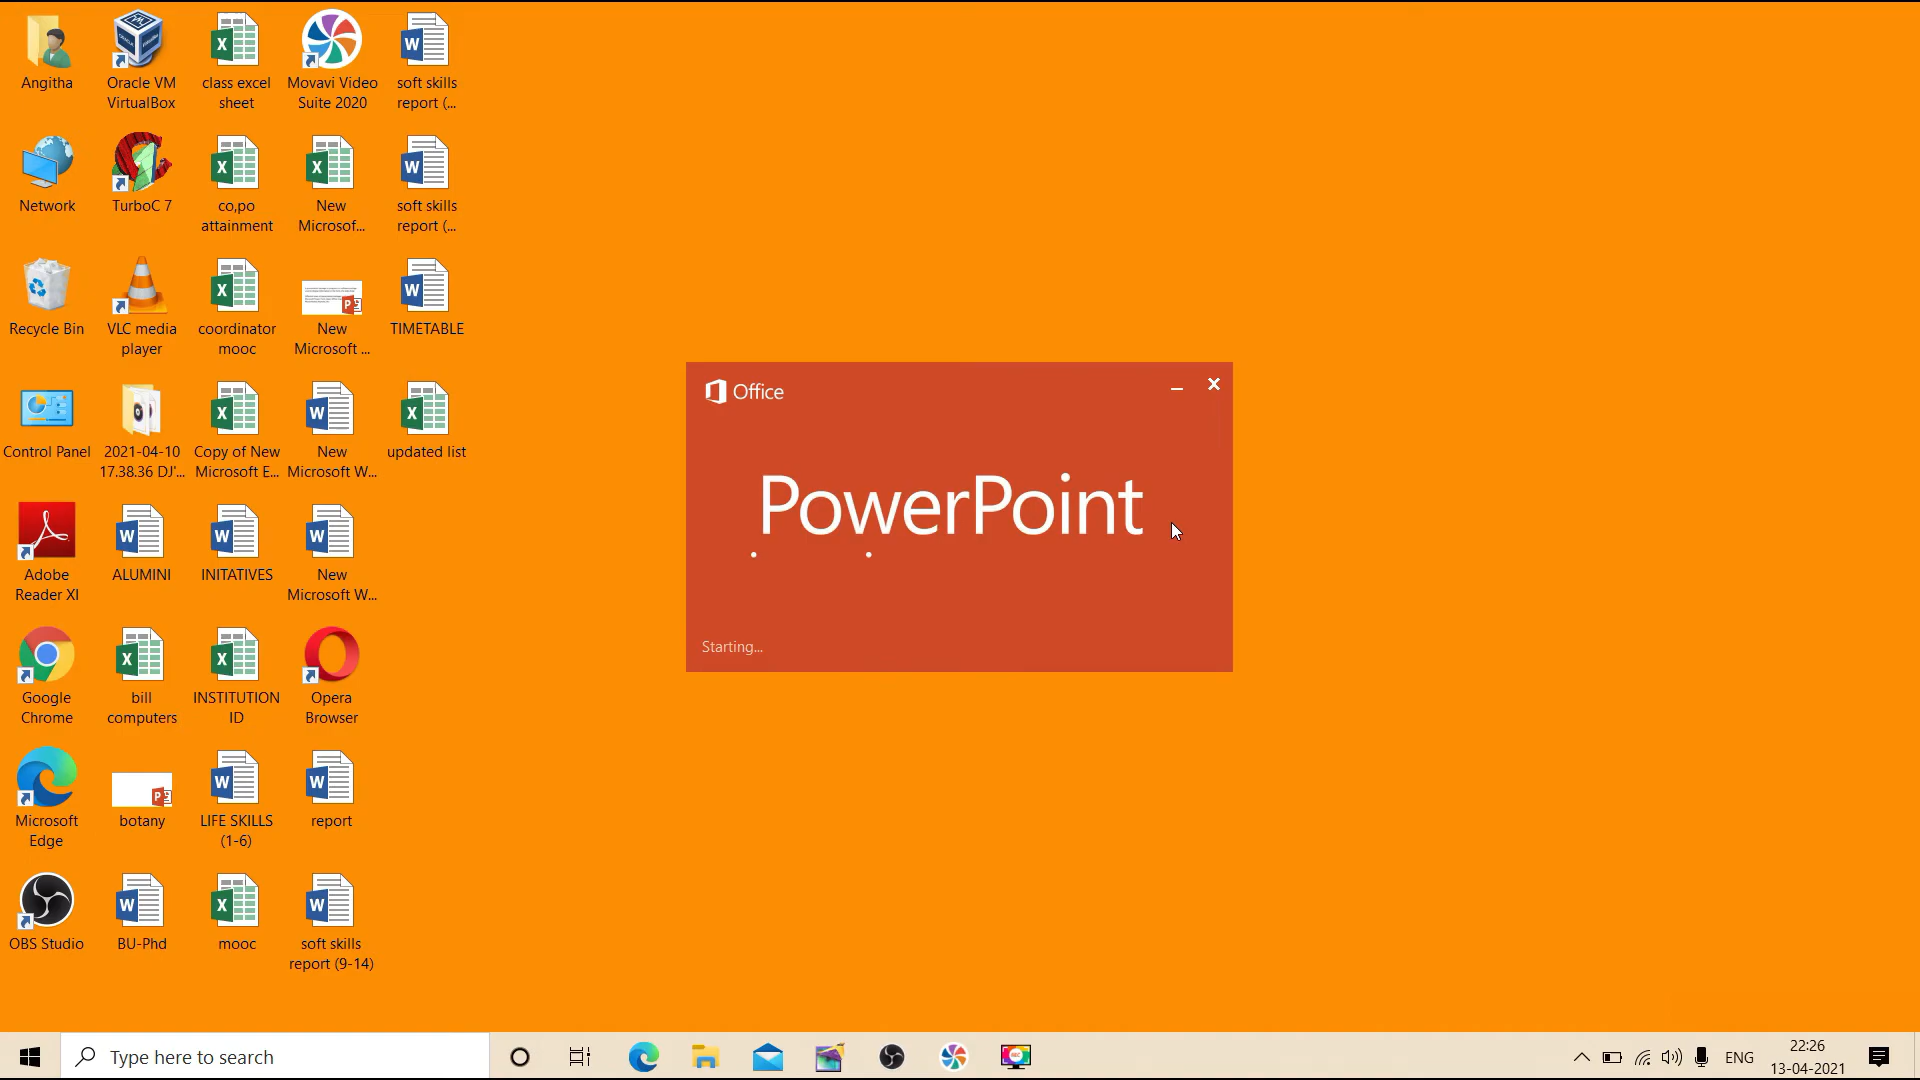 Angitha
Oracle VM
VirtualBox
class excel
sheet
Movavi Video
Suite 2020
soft skills
report (...
Network
TurboC 7
co,po
attainment
New
Microsof...
soft skills
report (...
Recycle Bin
VLC media
player
coordinator
mooc
New
Microsoft ...
TIMETABLE
Control Panel
2021-04-10
17.38.36 DJ'...
Copy of New
Microsoft E...
New
Microsoft W...
updated list
Adobe
Reader XI
ALUMINI
INITATIVES
New
Microsoft W...
Google
Chrome
bill
computers
INSTITUTION
ID
Opera
Browser
Microsoft
Edge
botany
LIFE SKILLS
(1-6)
report
OBS Studio
BU-Phd
mooc
soft skills
report (9-14)
Office
PowerPoint
Starting...
Type here to search
ENG
22:26
13-04-2021